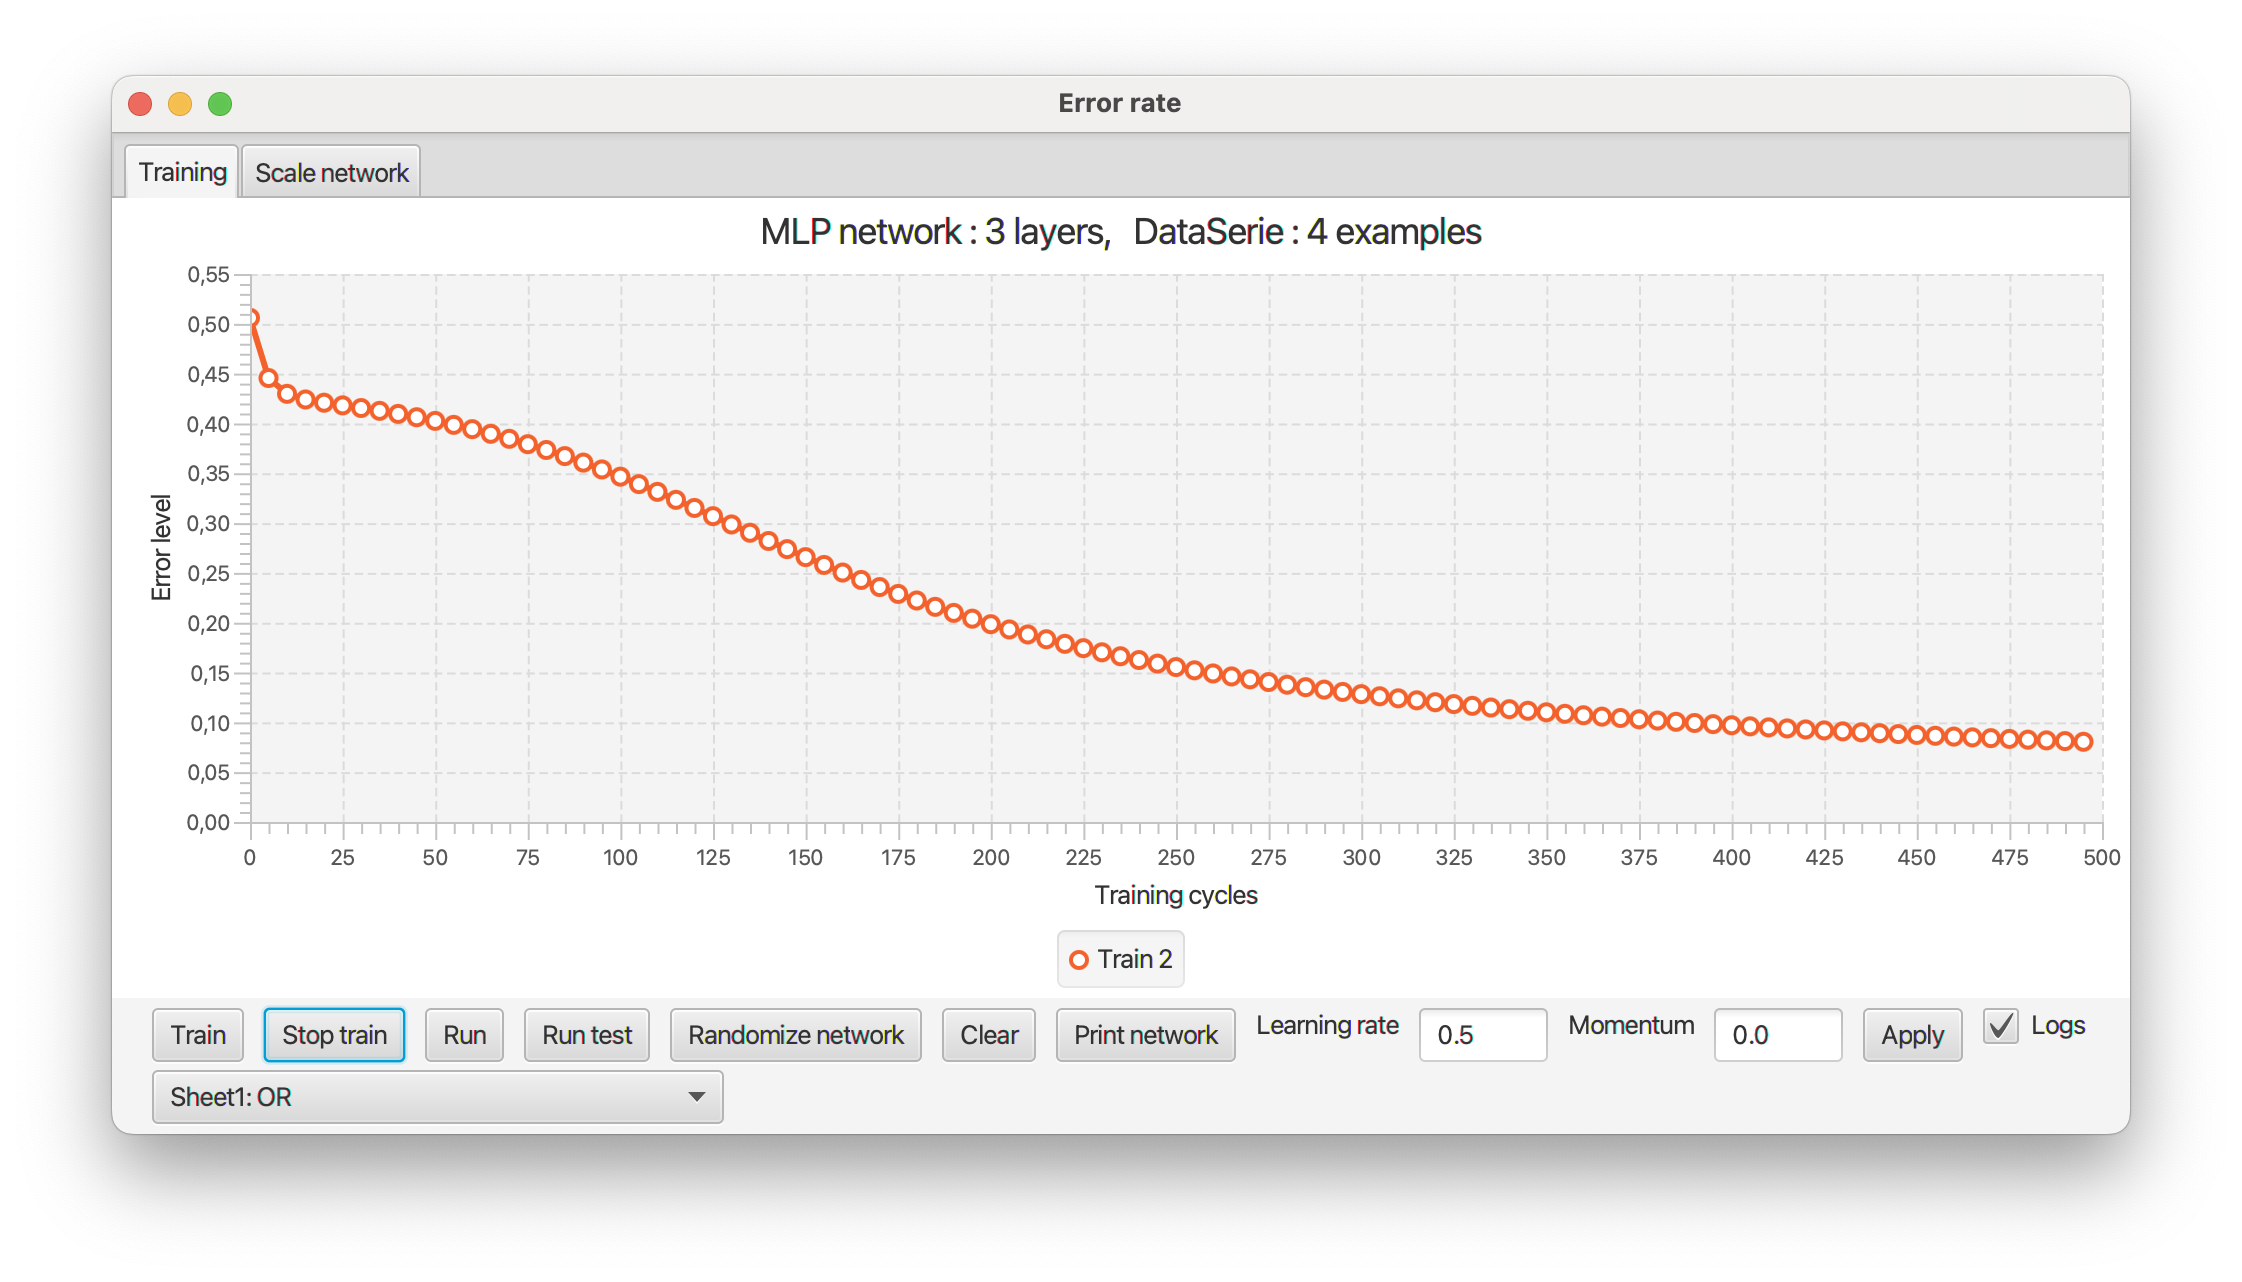 Error rate
Training Scale network
MLP network : 3 layers, DataSerie : 4 examples
0,55
0,50
0,45
0,40
0,35
0,30
0,25
0,20
0,15
0,10
0,05
0,00
Error level
0 25 50 75 100 125 150 175 200 225 250 275 300 325 350 375 400 425 450 475 500
Training cycles
Train 2
Train Stop train Run Run test Randomize network Clear Print network Learning rate 0.5 Momentum 0.0 Apply Logs
Sheet1: OR